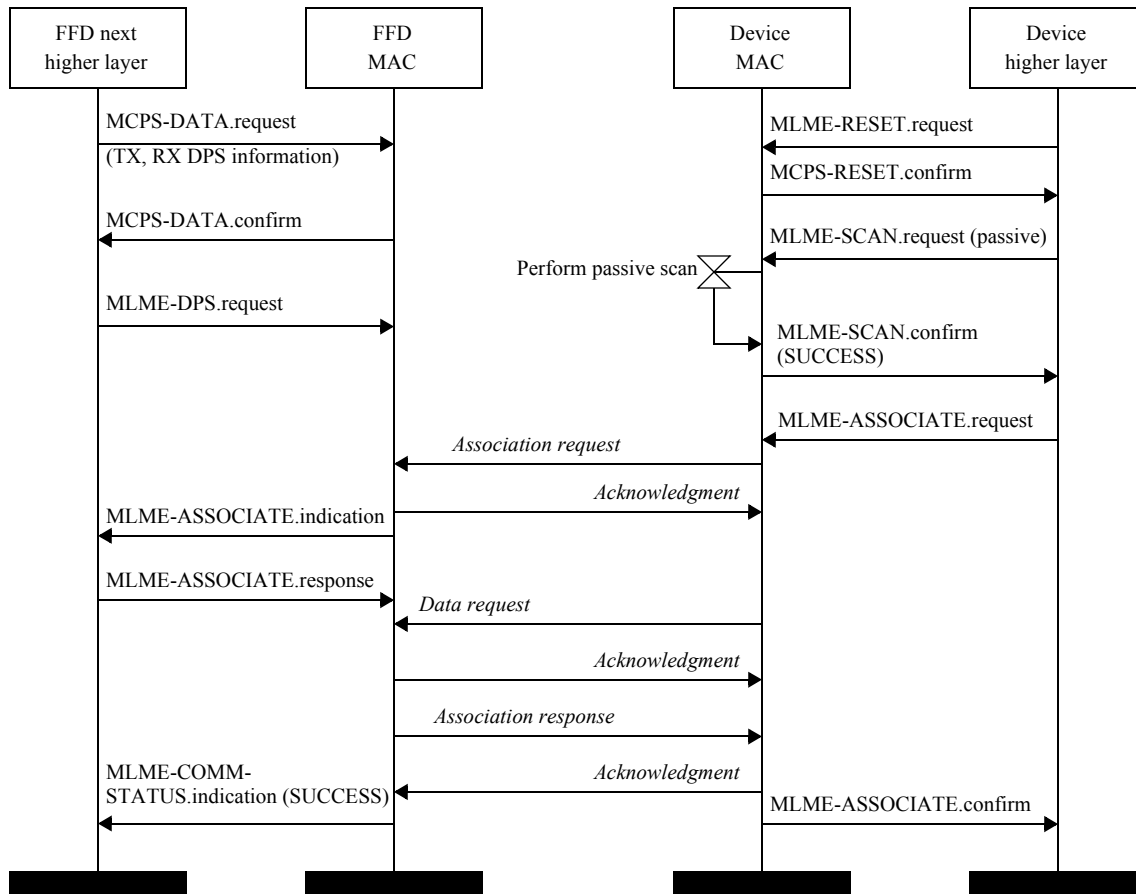 FFD next
higher layer
FFD
MAC
Device
MAC
Device
higher layer
MCPS-DATA.request
(TX, RX DPS information)
MLME-RESET.request
MCPS-RESET.confirm
MCPS-DATA.confirm
MLME-SCAN.request (passive)
Perform passive scan
MLME-DPS.request
MLME-SCAN.confirm
(SUCCESS)
MLME-ASSOCIATE.request
Association request
Acknowledgment
MLME-ASSOCIATE.indication
MLME-ASSOCIATE.response
Data request
Acknowledgment
Association response
MLME-COMM-
STATUS.indication (SUCCESS)
Acknowledgment
MLME-ASSOCIATE.confirm